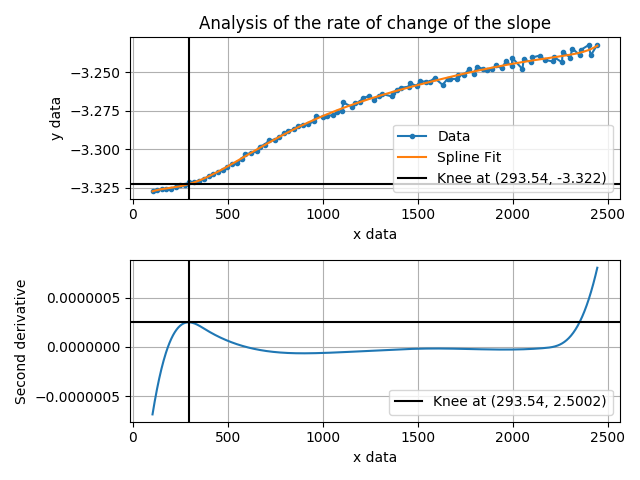 Analysis of the rate of change of the slope
y data
−3.250
−3.275
−3.300
−3.325
Data
Spline Fit
Knee at (293.54, -3.322)
0 500 1000 1500 2000 2500
x data
Second derivative
0.0000005
0.0000000
−0.0000005
Knee at (293.54, 2.5002)
0 500 1000 1500 2000 2500
x data